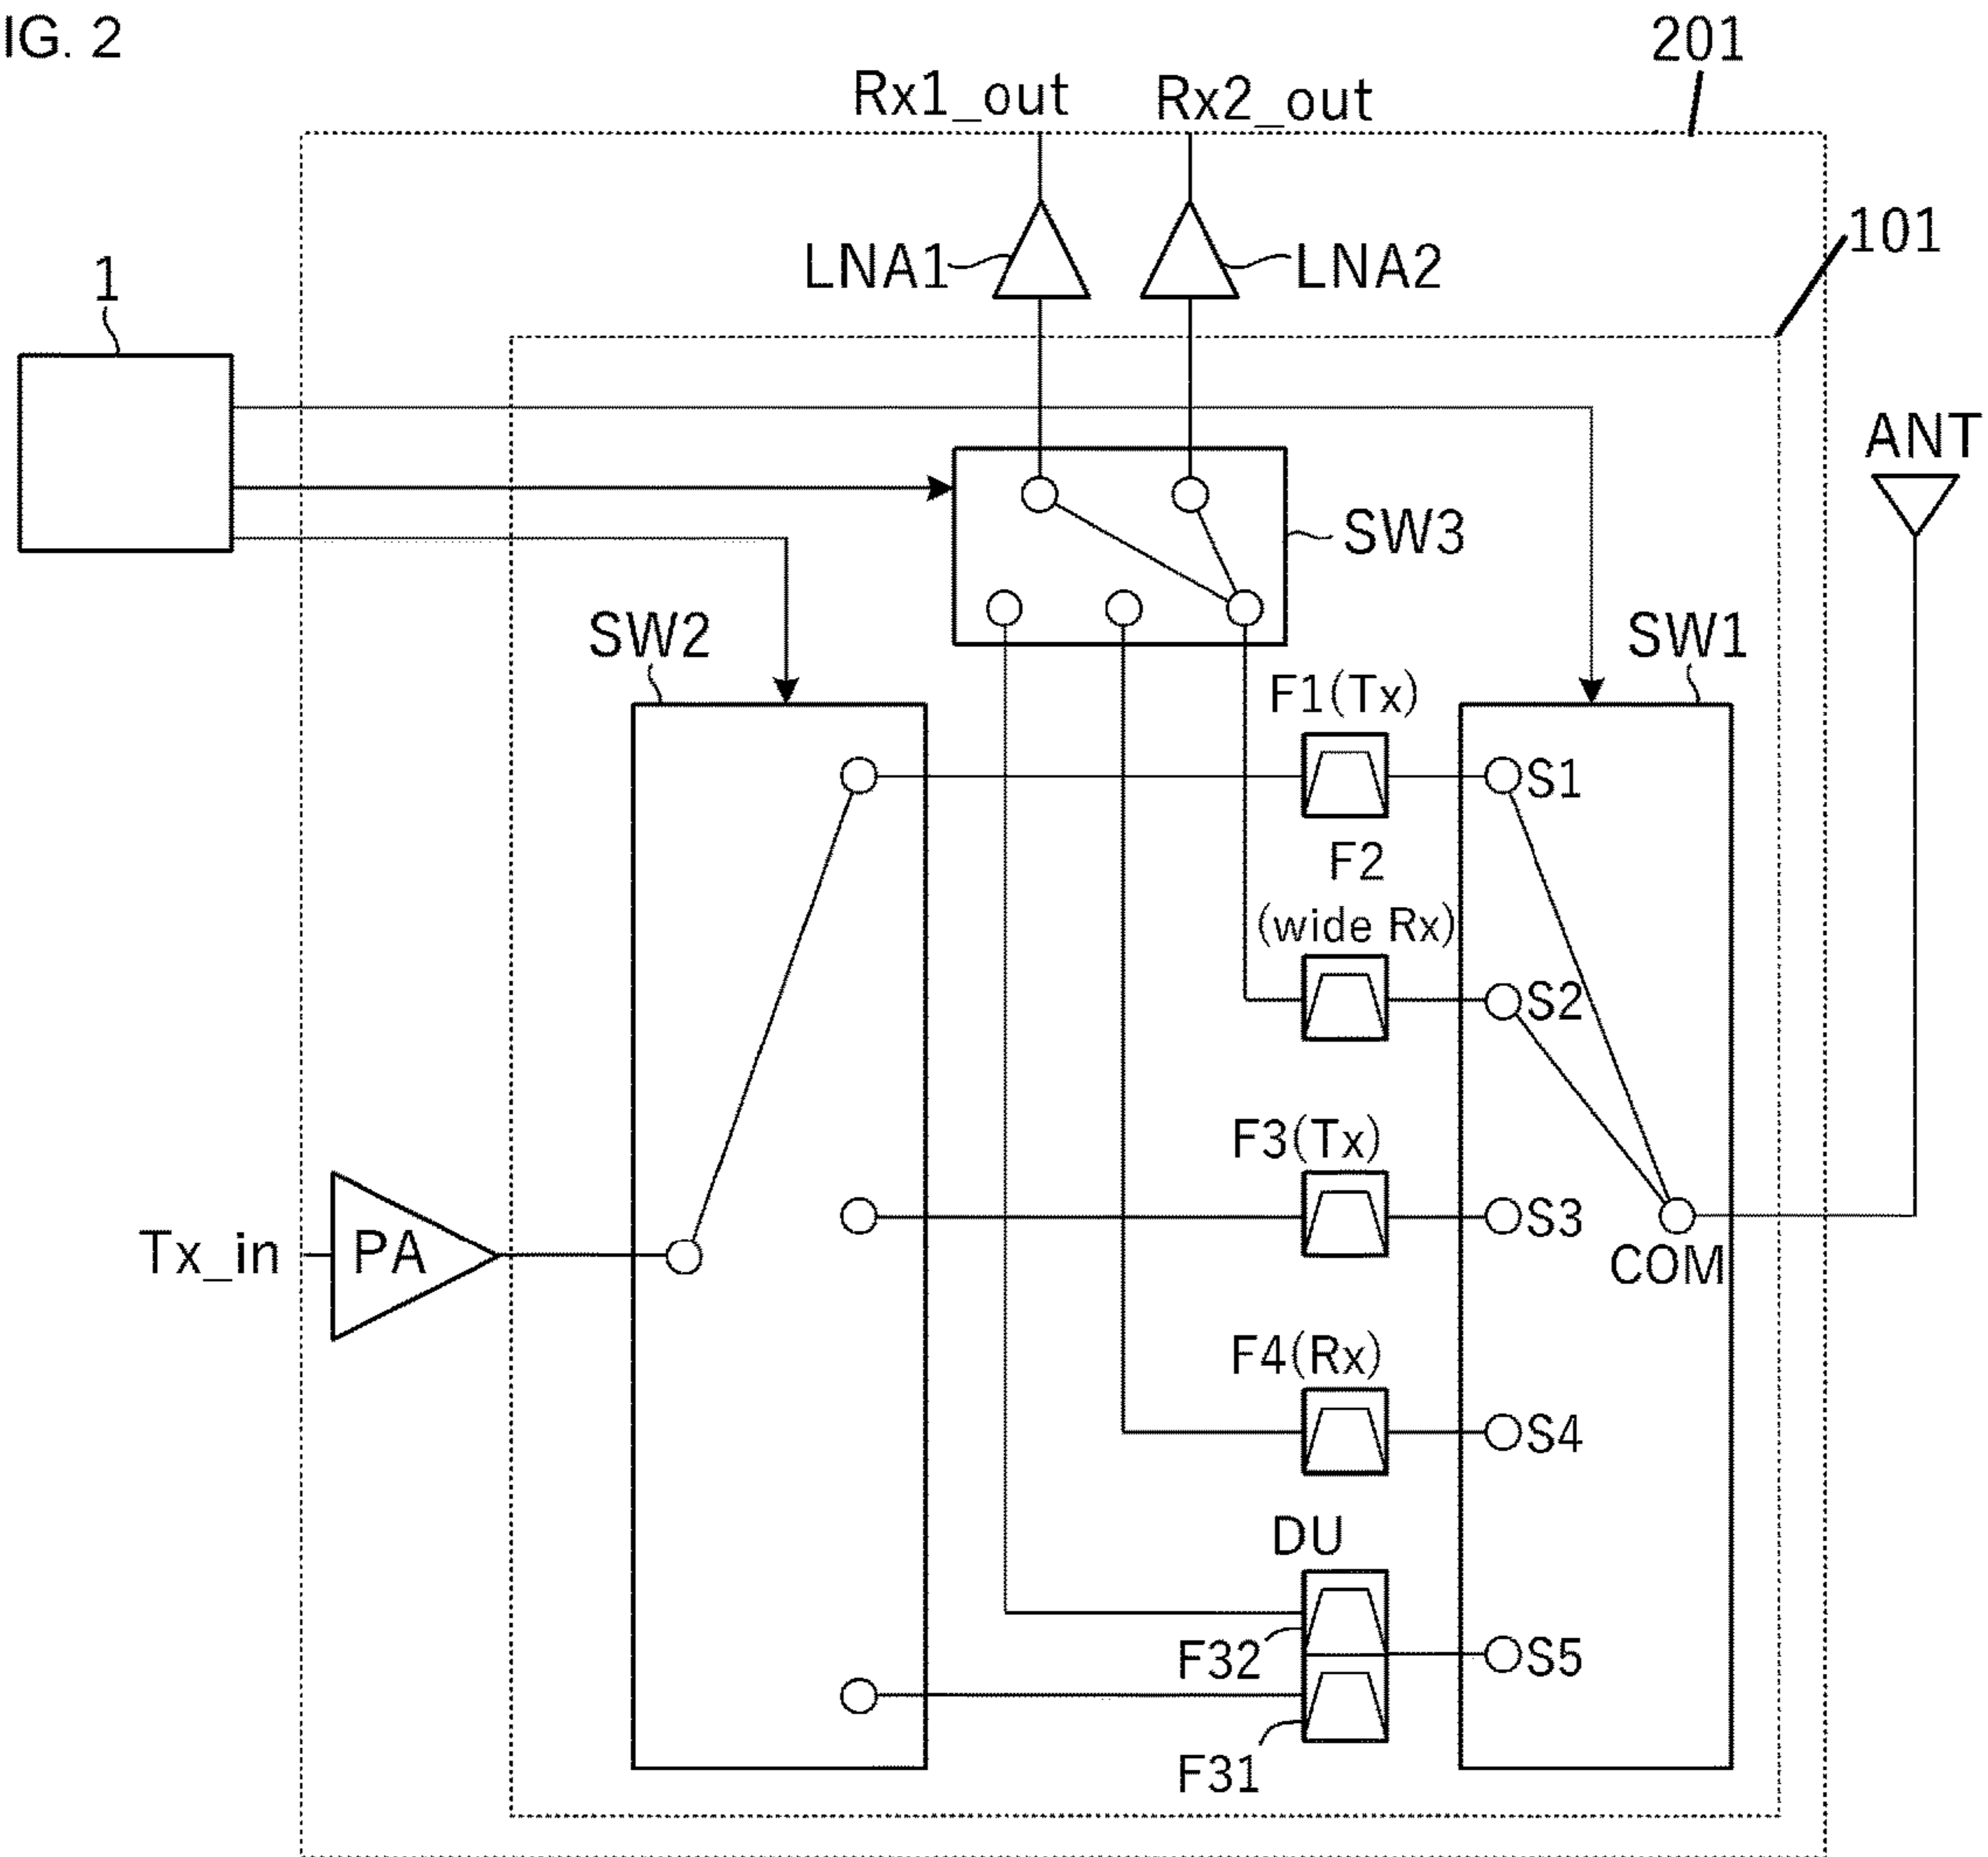 IG. 2
201
Rx1_out
Rx2_out
LNA1
LNA2
101
1
ANT
SW3
SW2
SW1
F1(Tx)
S1
F2
(wide Rx)
S2
F3(Tx)
S3
Tx_in
PA
COM
F4(Rx)
S4
DU
F32
S5
F31